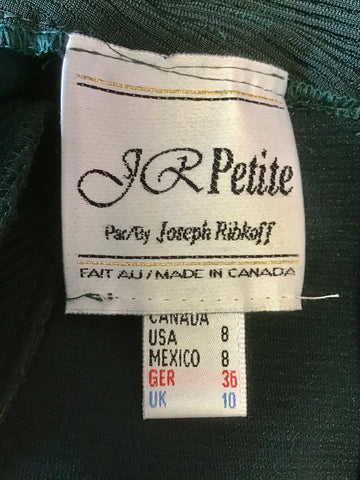 JR Petite
Par/By Joseph Ribkoff
FAIT AU/MADE IN CANADA
CANADA
USA 8
MEXICO 8
GER 36
UK 10